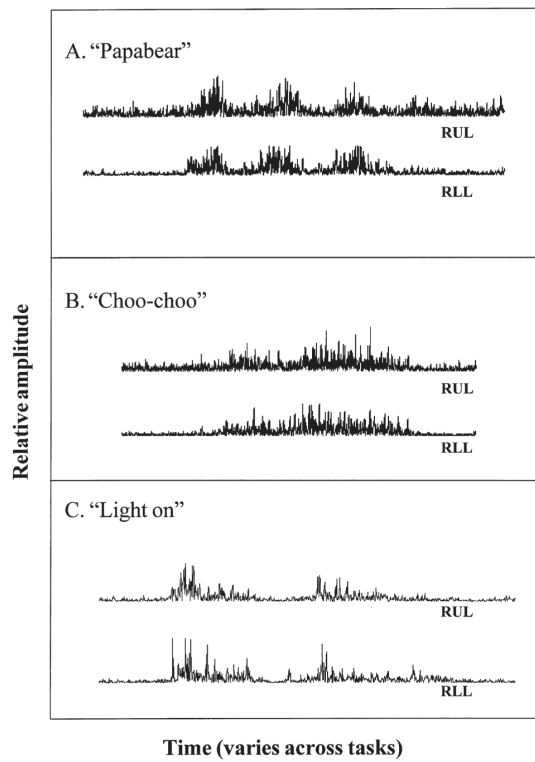 A. “Papabear”
RUL
RLL
B. “Choo-choo”
RUL
RLL
C. “Light on”
RUL
RLL
Relative amplitude
Time (varies across tasks)